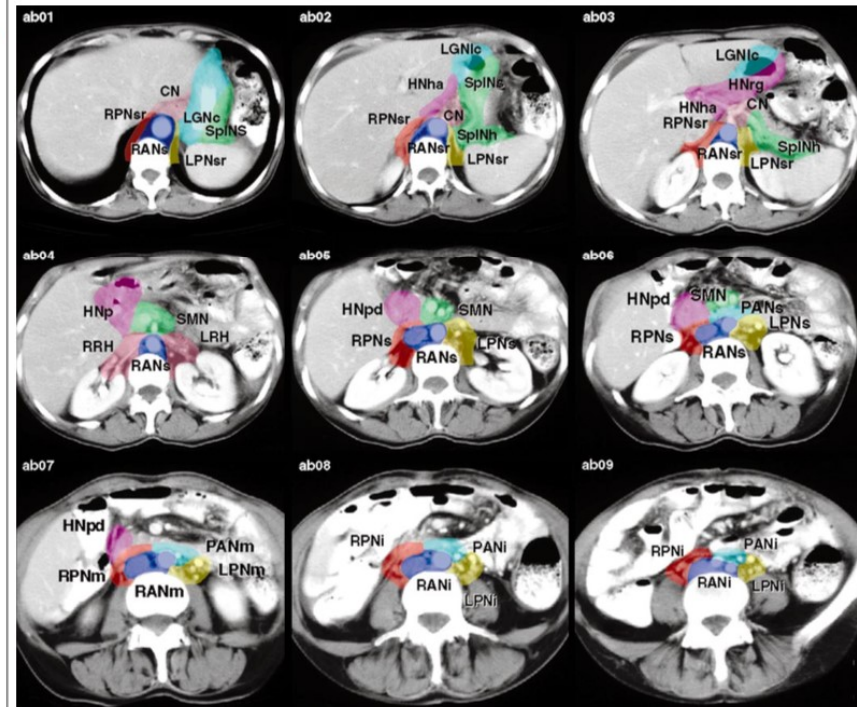 ab01
CN
RPNsr
LGNc
SplNS
RANs
LPNsr
ab02
LGNlc
HNha
SplNs
RPNsr
CN
SplNh
RANsr
LPNsr
ab03
LGNlc
HNrg
HNha
CN
RPNsr
RANsr
SplNh
LPNsr
ab04
HNp
SMN
RRH
LRH
RANs
ab05
HNpd
SMN
RPNs
LPNs
RANs
ab06
HNpd
SMN
PANs
LPNs
RPNs
RANs
ab07
HNpd
PANm
RPNm
LPNm
RANm
ab08
RPNi
PANi
RANi
LPNi
ab09
RPNi
PANi
RANi
LPNi